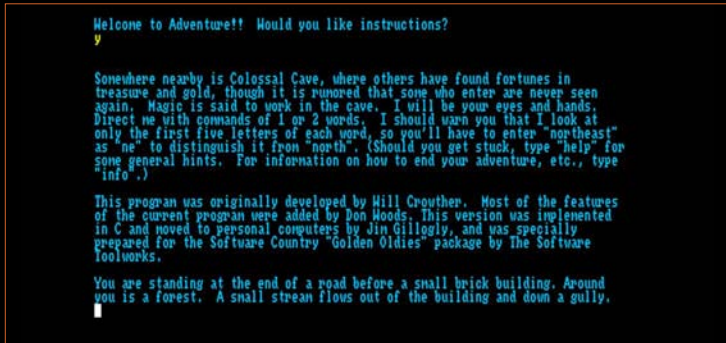 Welcome to Adventure!!  Would you like instructions?
y
Somewhere nearby is Colossal Cave, where others have found fortunes in
treasure and gold, though it is rumored that some who enter are never seen
again.  Magic is said to work in the cave.  I will be your eyes and hands.
Direct me with commands of 1 or 2 words.  I should warn you that I look at
only the first five letters of each word, so you'll have to enter "northeast"
as "ne" to distinguish it from "north". (Should you get stuck, type "help" for
some general hints.  For information on how to end your adventure, etc., type
"info".)
This program was originally developed by Will Crowther.  Most of the features
of the current program were added by Don Woods. This version was implemented
in C and moved to personal computers by Jim Gillogly, and was specially
prepared for the Software Country "Golden Oldies" package by The Software
Toolworks.
You are standing at the end of a road before a small brick building. Around
you is a forest.  A small stream flows out of the building and down a gully.